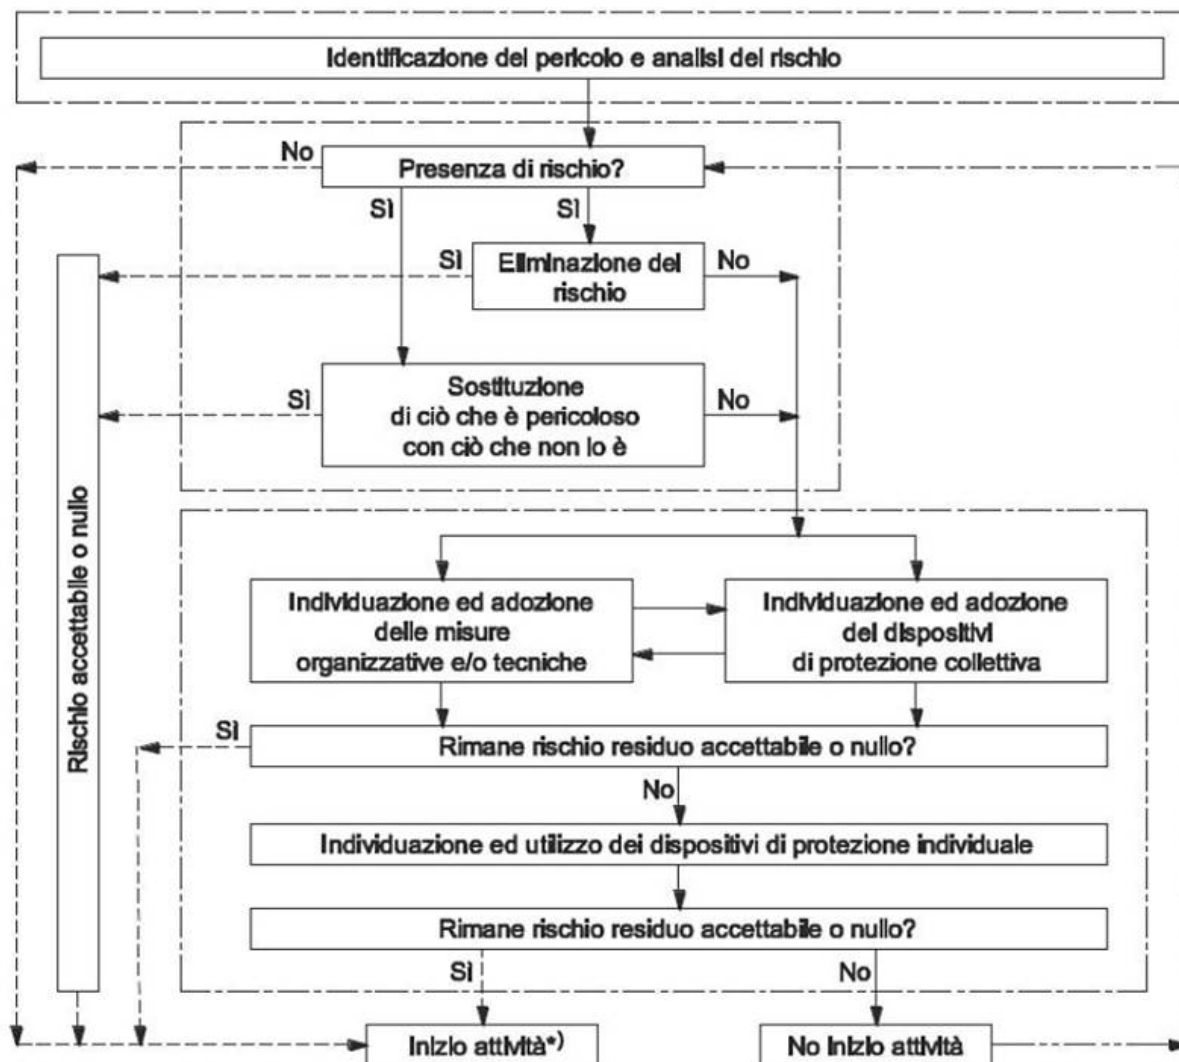 Identificazione del pericolo e analisi del rischio
No
Presenza di rischio?
Sì
Sì
Sì
Eliminazione del
rischio
No
Sì
Sostituzione
di ciò che è pericoloso
con ciò che non lo è
No
Rischio accettabile o nullo
Individuazione ed adozione
delle misure
organizzative e/o tecniche
Individuazione ed adozione
dei dispositivi
di protezione collettiva
Sì
Rimane rischio residuo accettabile o nullo?
No
Individuazione ed utilizzo dei dispositivi di protezione individuale
Rimane rischio residuo accettabile o nullo?
Sì
No
Inizio attività*)
No inizio attività